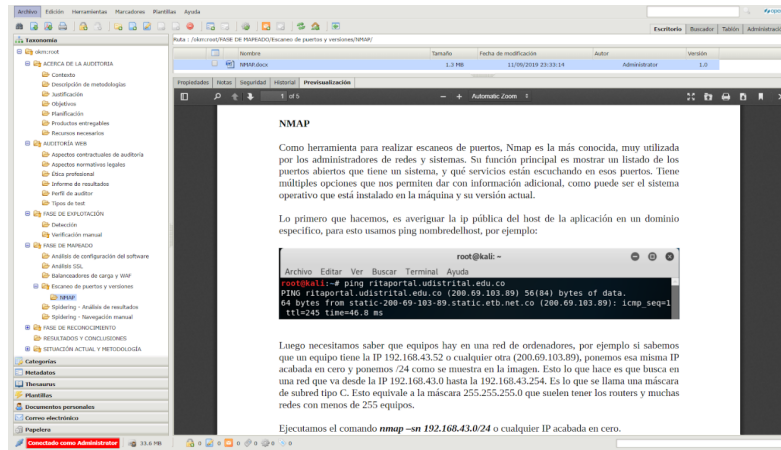 Archivo Edición Herramientas Marcadores Plantillas Ayuda
Escritorio Buscador Tablón Administración
Taxonomía
Ruta : /okm:root/FASE DE MAPEADO/Escaneo de puertos y versiones/NMAP/
okm:root
ACERCA DE LA AUDITORIA
Contexto
Descripción de metodologías
Justificación
Objetivos
Planificación
Productos entregables
Recursos necesarios
AUDITORÍA WEB
Aspectos contractuales de auditoría
Aspectos normativos legales
Ética profesional
Informe de resultados
Perfil de auditor
Tipos de test
FASE DE EXPLOTACIÓN
Detección
Verificación manual
FASE DE MAPEADO
Análisis de configuración del software
Análisis SSL
Balanceadores de carga y WAF
Escaneo de puertos y versiones
NMAP
Spidering - Análisis de resultados
Spidering - Navegación manual
FASE DE RECONOCIMIENTO
RESULTADOS Y CONCLUSIONES
SITUACIÓN ACTUAL Y METODOLOGÍA
Categorías
Metadatos
Thesaurus
Plantillas
Documentos personales
Correo electrónico
Papelera
Nombre Tamaño Fecha de modificación Autor Versión
NMAP.docx 1.3 MB 11/09/2019 23:33:14 Administrator 1.0
Propiedades Notas Seguridad Historial Previsualización
1 of 5 Automatic Zoom
NMAP
Como herramienta para realizar escaneos de puertos, Nmap es la más conocida, muy utilizada
por los administradores de redes y sistemas. Su función principal es mostrar un listado de los
puertos abiertos que tiene un sistema, y qué servicios están escuchando en esos puertos. Tiene
múltiples opciones que nos permiten dar con información adicional, como puede ser el sistema
operativo que está instalado en la máquina y su versión actual.
Lo primero que hacemos, es averiguar la ip pública del host de la aplicación en un dominio
especifico, para esto usamos ping nombredelhost, por ejemplo:
root@kali: ~
Archivo Editar Ver Buscar Terminal Ayuda
root@kali:~# ping ritaportal.udistrital.edu.co
PING ritaportal.udistrital.edu.co (200.69.103.89) 56(84) bytes of data.
64 bytes from static-200-69-103-89.static.etb.net.co (200.69.103.89): icmp_seq=1
ttl=245 time=46.8 ms
Luego necesitamos saber que equipos hay en una red de ordenadores, por ejemplo si sabemos
que un equipo tiene la IP 192.168.43.52 o cualquier otra (200.69.103.89), ponemos esa misma IP
acabada en cero y ponemos /24 como se muestra en la imagen. Esto lo que hace es que busca en
una red que va desde la IP 192.168.43.0 hasta la 192.168.43.254. Es lo que se llama una máscara
de subred tipo C. Esto equivale a la máscara 255.255.255.0 que suelen tener los routers y muchas
redes con menos de 255 equipos.
Ejecutamos el comando nmap –sn 192.168.43.0/24 o cualquier IP acabada en cero.
Conectado como Administrator 33.6 MB 0 0 0 0 0 0